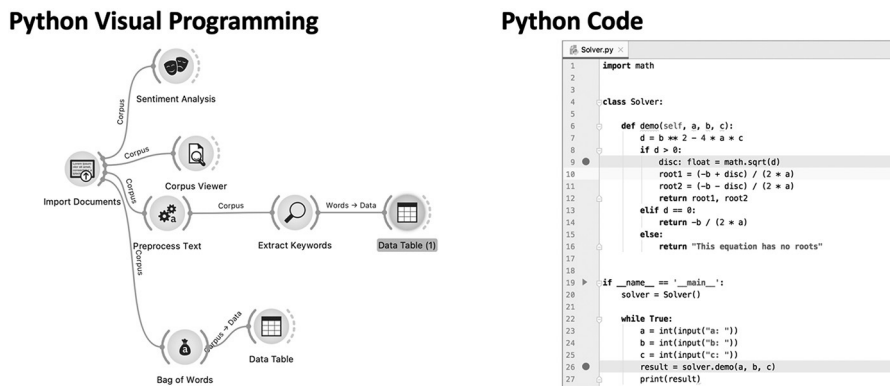 Python Visual Programming
Corpus
Sentiment Analysis
Corpus
Corpus Viewer
Import Documents
Corpus
Preprocess Text
Corpus
Extract Keywords
Words → Data
Data Table (1)
Corpus
Bag of Words
Corpus → Data
Data Table
a
Python Code
Solver.py
1 import math
2
3
4 class Solver:
5
6 def demo(self, a, b, c):
7 d = b ** 2 - 4 * a * c
8 if d > 0:
9 disc: float = math.sqrt(d)
10 root1 = (-b + disc) / (2 * a)
11 root2 = (-b - disc) / (2 * a)
12 return root1, root2
13 elif d == 0:
14 return -b / (2 * a)
15 else:
16 return "This equation has no roots"
17
18
19 if __name__ == '__main__':
20 solver = Solver()
21
22 while True:
23 a = int(input("a: "))
24 b = int(input("b: "))
25 c = int(input("c: "))
26 result = solver.demo(a, b, c)
27 print(result)